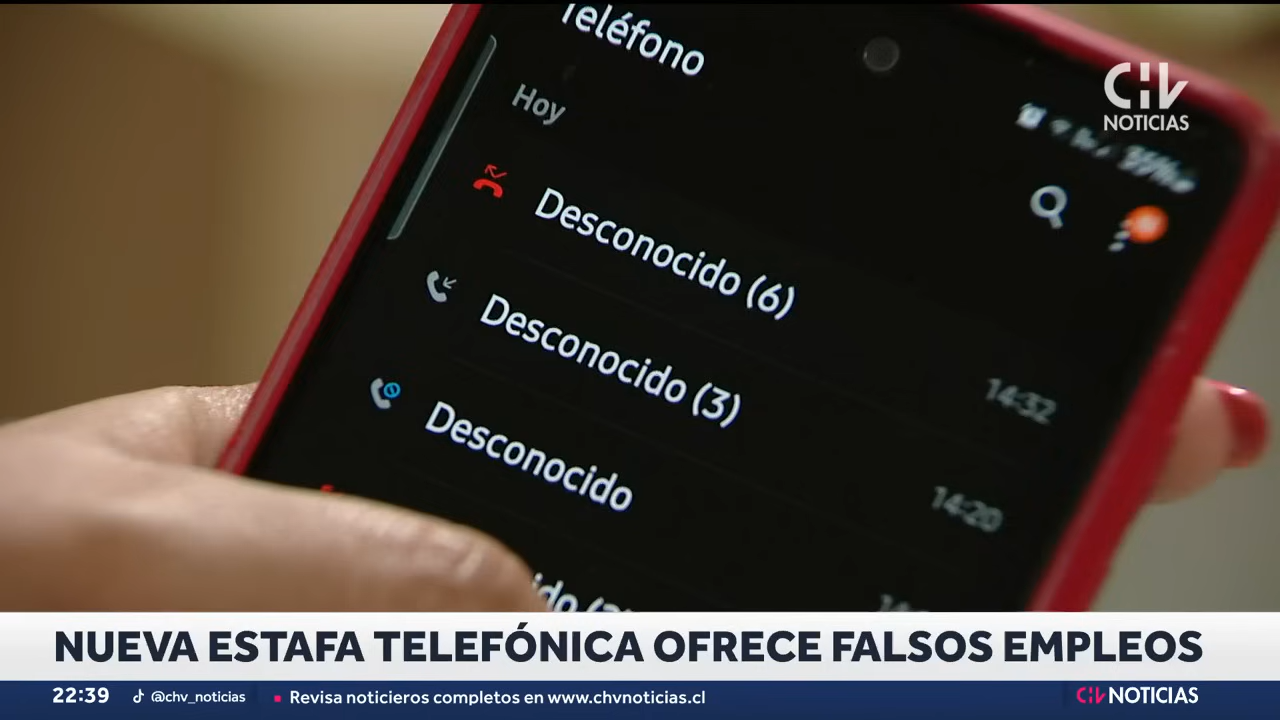 Teléfono
Hoy
CHV
NOTICIAS
Desconocido (6)
14:32
Desconocido (3)
14:20
Desconocido
NUEVA ESTAFA TELEFÓNICA OFRECE FALSOS EMPLEOS
22:39 @chv_noticias Revisa noticieros completos en www.chvnoticias.cl CHV NOTICIAS